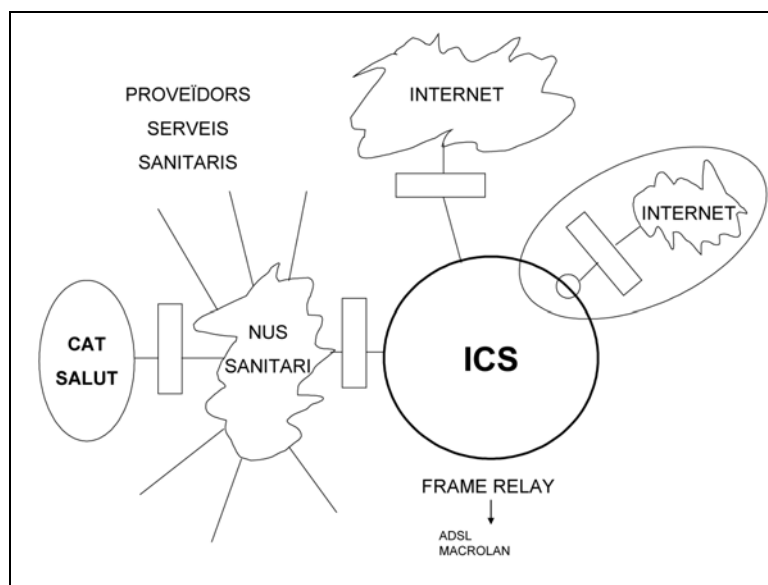 PROVEÏDORS
SERVEIS
SANITARIS
INTERNET
INTERNET
CAT
SALUT
NUS
SANITARI
ICS
FRAME RELAY
ADSL
MACROLAN